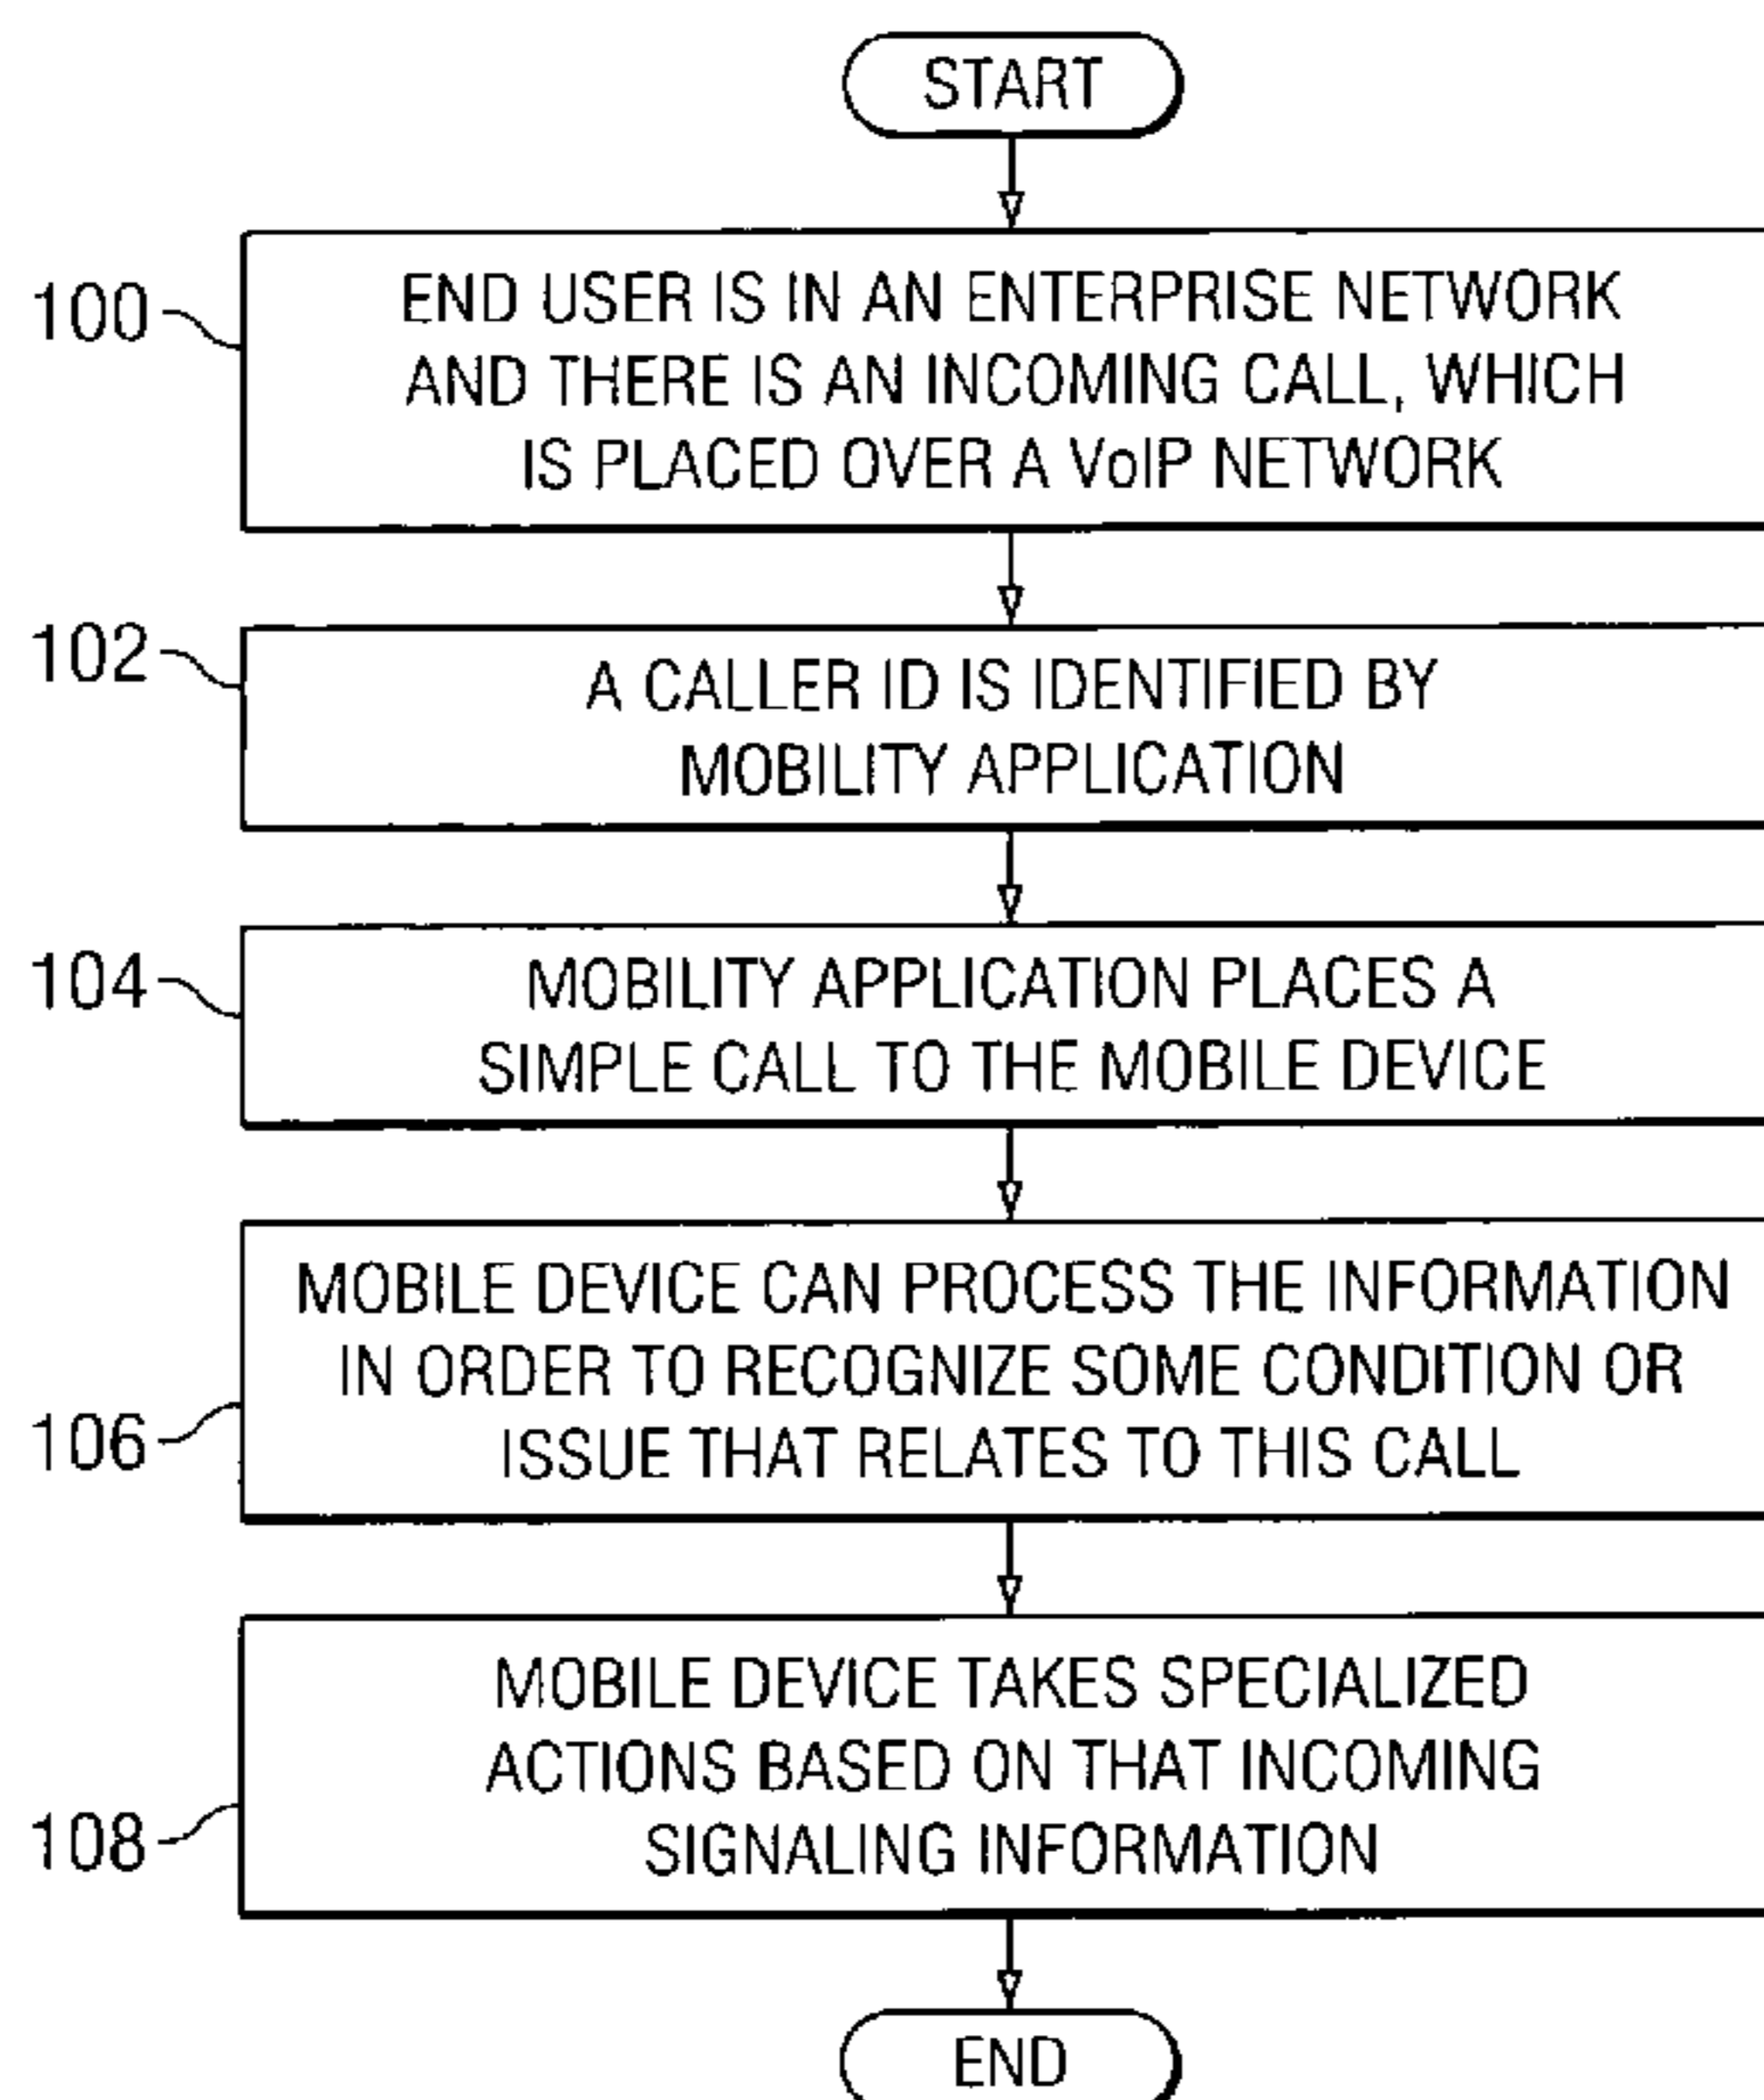 START
100
END USER IS IN AN ENTERPRISE NETWORK
AND THERE IS AN INCOMING CALL, WHICH
IS PLACED OVER A VoIP NETWORK
102
A CALLER ID IS IDENTIFIED BY
MOBILITY APPLICATION
104
MOBILITY APPLICATION PLACES A
SIMPLE CALL TO THE MOBILE DEVICE
106
MOBILE DEVICE CAN PROCESS THE INFORMATION
IN ORDER TO RECOGNIZE SOME CONDITION OR
ISSUE THAT RELATES TO THIS CALL
108
MOBILE DEVICE TAKES SPECIALIZED
ACTIONS BASED ON THAT INCOMING
SIGNALING INFORMATION
END